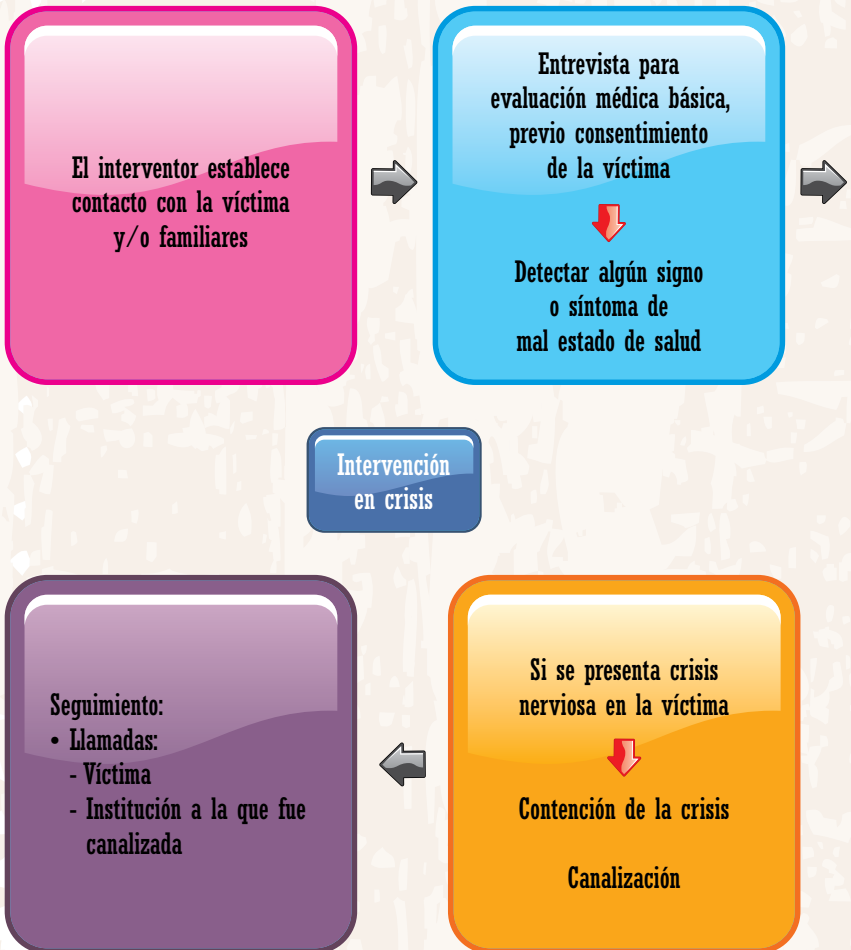 El interventor establece
contacto con la víctima
y/o familiares
Entrevista para
evaluación médica básica,
previo consentimiento
de la víctima
Detectar algún signo
o síntoma de
mal estado de salud
Intervención
en crisis
Si se presenta crisis
nerviosa en la víctima
Contención de la crisis
Canalización
Seguimiento:
• Llamadas:
- Víctima
- Institución a la que fue
canalizada